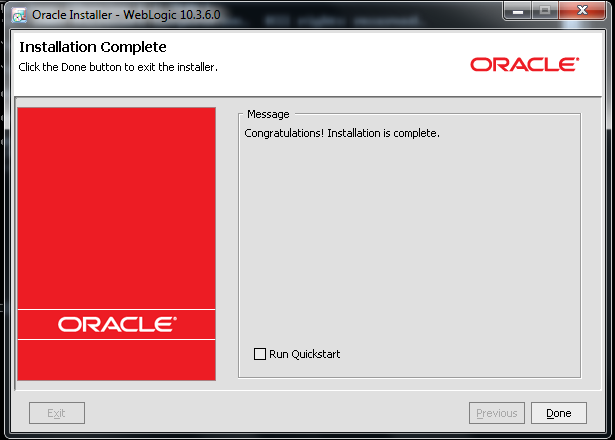 Oracle Installer - WebLogic 10.3.6.0
Installation Complete
Click the Done button to exit the installer.
ORACLE®
Message
Congratulations! Installation is complete.
ORACLE®
Run Quickstart
Exit
Previous
Done